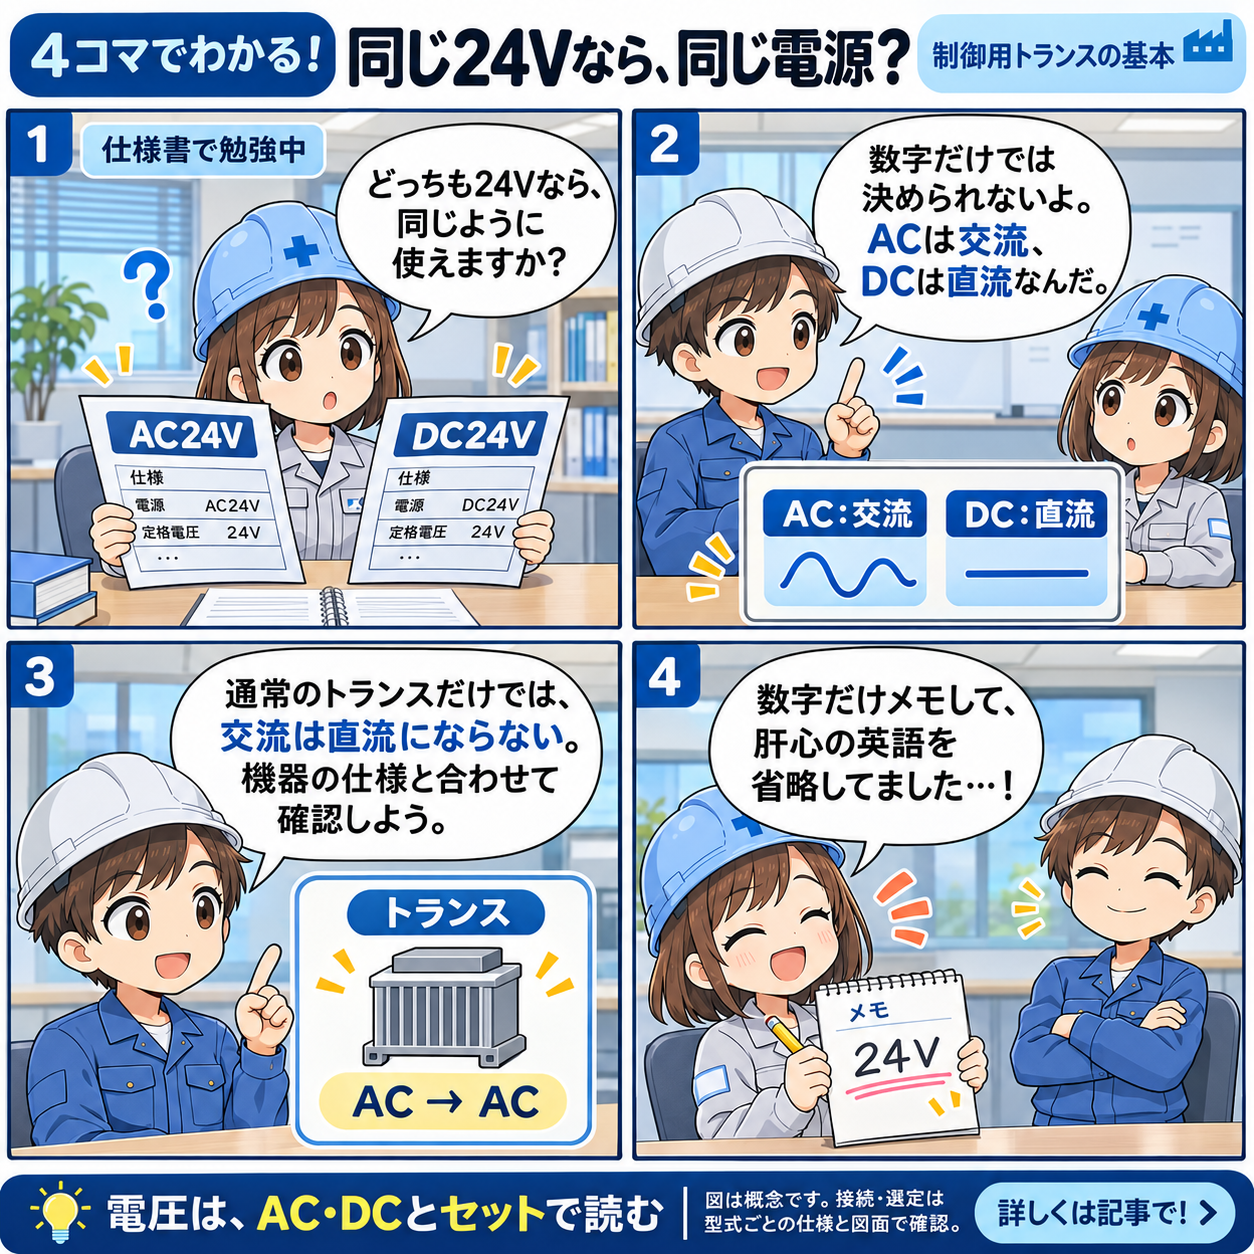 4コマでわかる!
同じ24Vなら、同じ電源?
制御用トランスの基本
1
仕様書で勉強中
どっちも24Vなら、
同じように
使えますか?
?
AC24V
仕様
電源 AC24V
定格電圧 24V
...
DC24V
仕様
電源 DC24V
定格電圧 24V
...
2
数字だけでは
決められないよ。
ACは交流、
DCは直流なんだ。
AC:交流
DC:直流
3
通常のトランスだけでは、
交流は直流にならない。
機器の仕様と合わせて
確認しよう。
トランス
AC → AC
4
数字だけメモして、
肝心の英語を
省略してました…!
メモ
24V
電圧は、AC・DCとセットで読む
図は概念です。接続・選定は
型式ごとの仕様と図面で確認。
詳しくは記事で! >